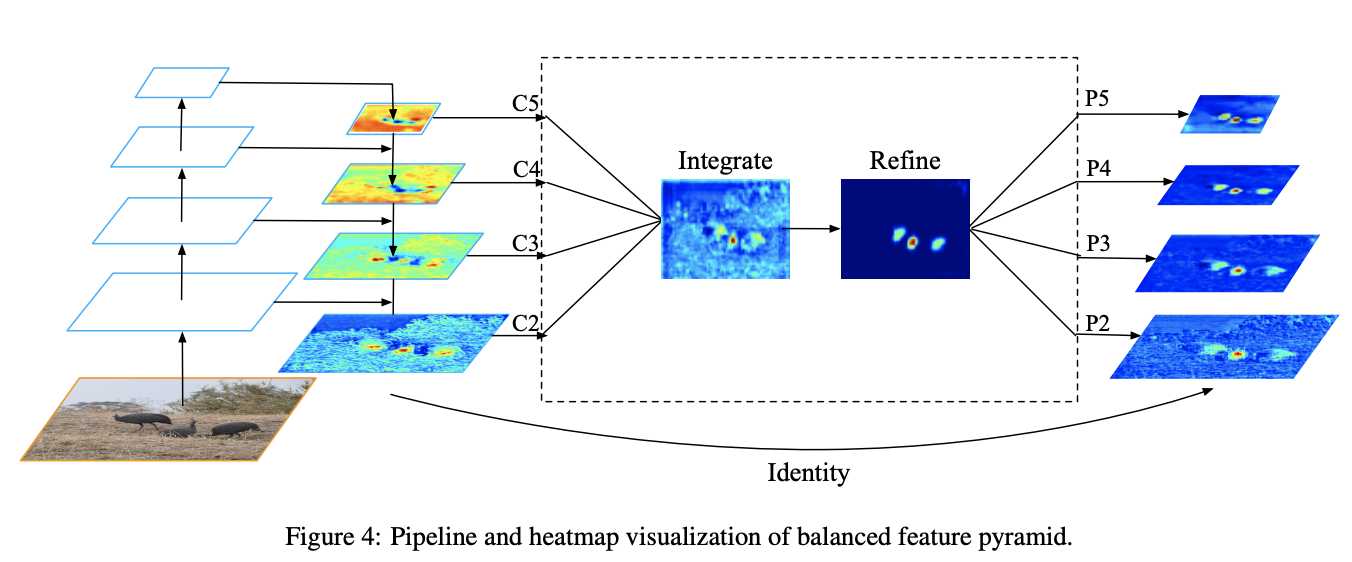 C5
P5
C4
Integrate
Refine
P4
C3
P3
C2
P2
Identity
Figure 4: Pipeline and heatmap visualization of balanced feature pyramid.